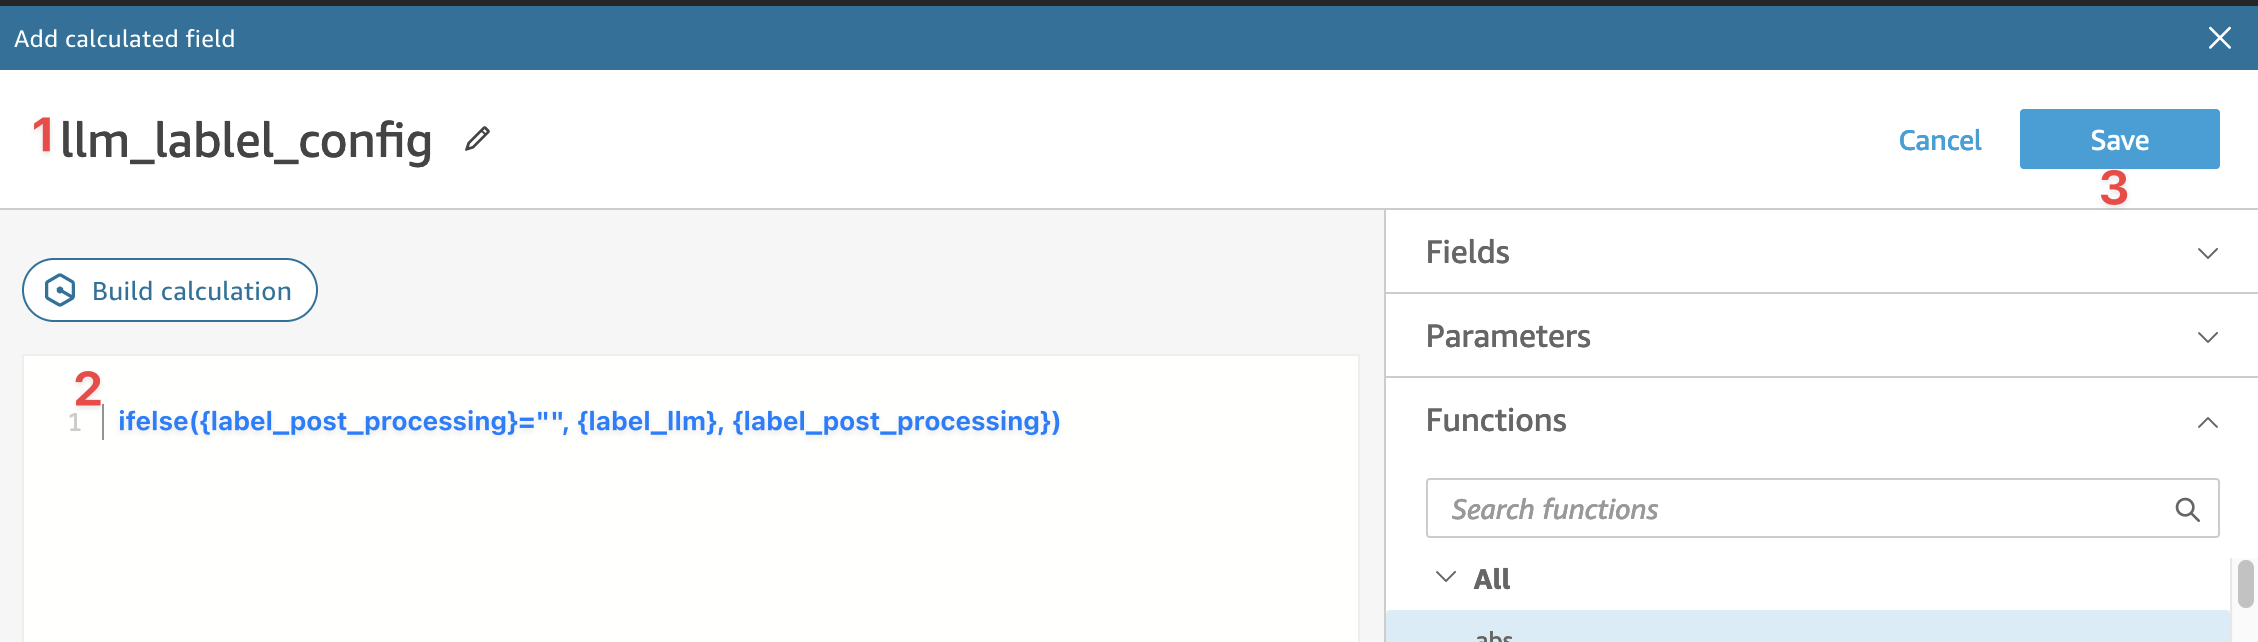 Add calculated field
1 llm_lablel_config
Cancel
Save
3
Build calculation
2
1 ifelse({label_post_processing}="", {label_llm}, {label_post_processing})
Fields
Parameters
Functions
Search functions
All
abs